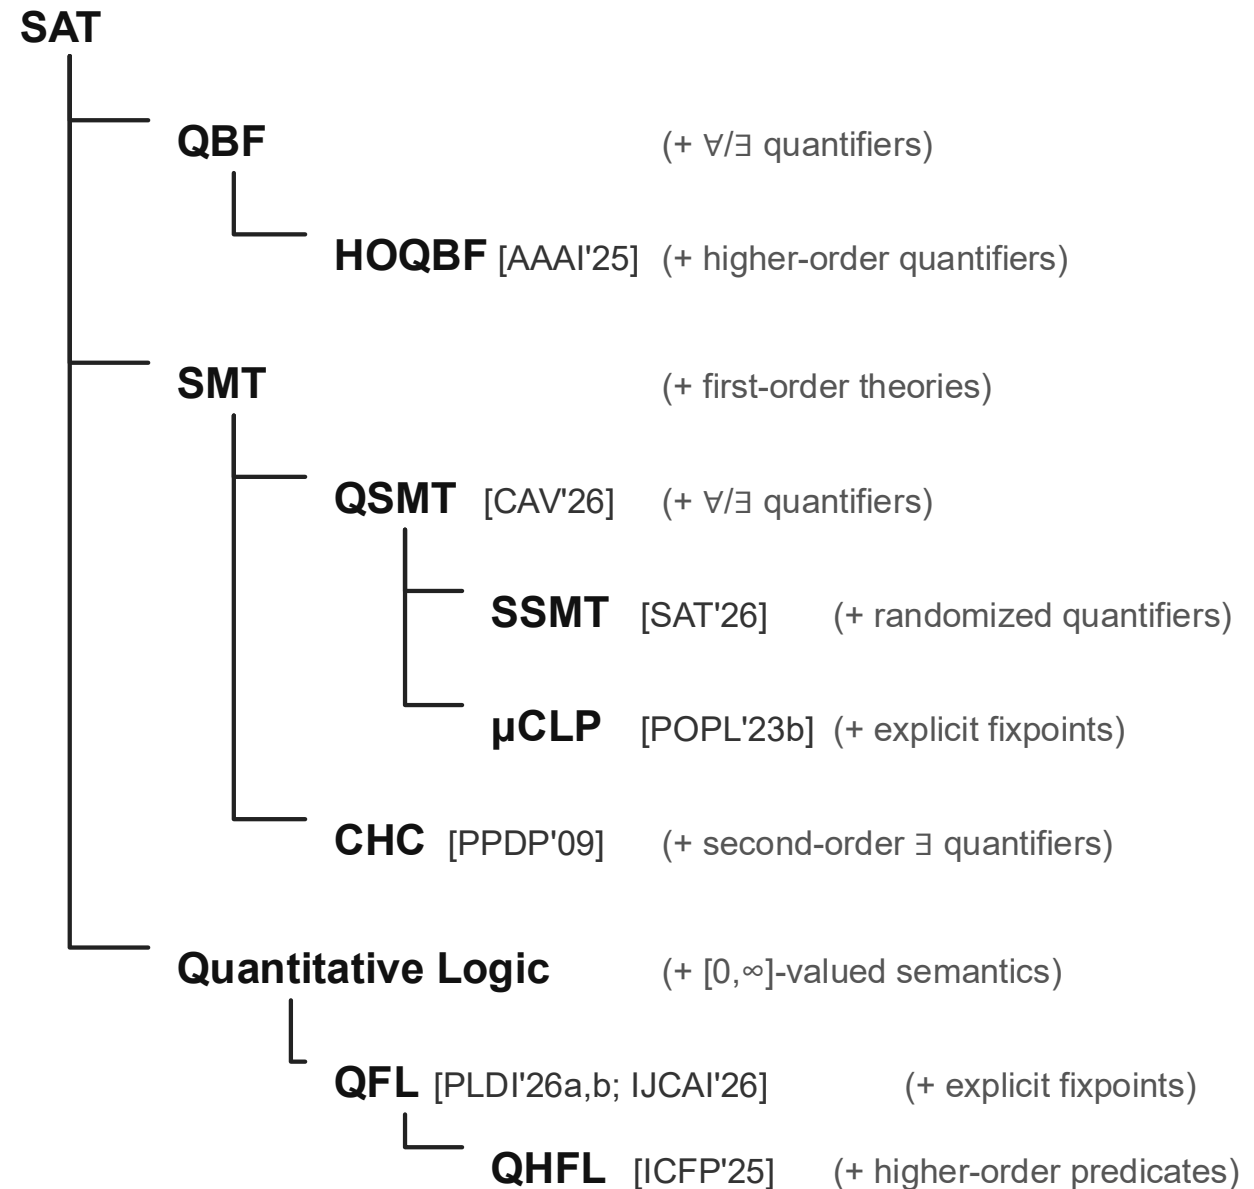 SAT
QBF (+ ∀/∃ quantifiers)
HOQBF [AAAI'25] (+ higher-order quantifiers)
SMT (+ first-order theories)
QSMT [CAV'26] (+ ∀/∃ quantifiers)
SSMT [SAT'26] (+ randomized quantifiers)
μCLP [POPL'23b] (+ explicit fixpoints)
CHC [PPDP'09] (+ second-order ∃ quantifiers)
Quantitative Logic (+ [0,∞]-valued semantics)
QFL [PLDI'26a,b; IJCAI'26] (+ explicit fixpoints)
QHFL [ICFP'25] (+ higher-order predicates)